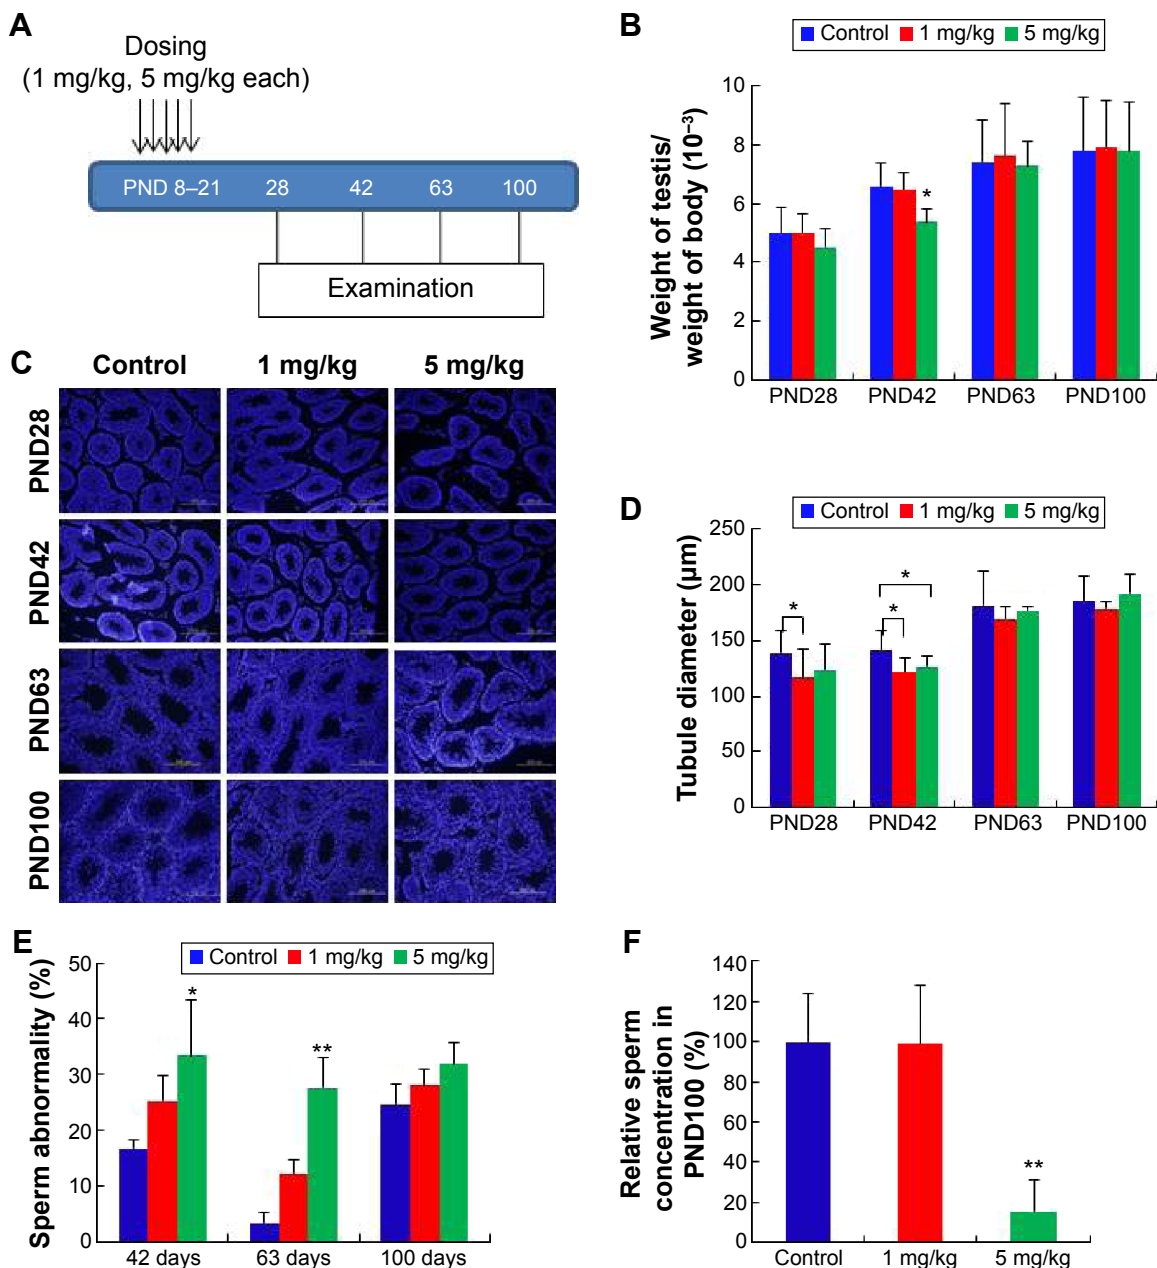 A
Dosing
(1 mg/kg, 5 mg/kg each)
PND 8–21 28 42 63 100
Examination
B
Control 1 mg/kg 5 mg/kg
Weight of testis/
weight of body (10⁻³)
10
8
6
4
2
0
*
PND28 PND42 PND63 PND100
C
Control 1 mg/kg 5 mg/kg
PND28
PND42
PND63
PND100
D
Control 1 mg/kg 5 mg/kg
Tubule diameter (µm)
250
200
150
100
50
0
*
*
*
PND28 PND42 PND63 PND100
E
Control 1 mg/kg 5 mg/kg
Sperm abnormality (%)
50
40
30
20
10
0
*
**
42 days 63 days 100 days
F
Relative sperm
concentration in
PND100 (%)
140
120
100
80
60
40
20
0
**
Control 1 mg/kg 5 mg/kg